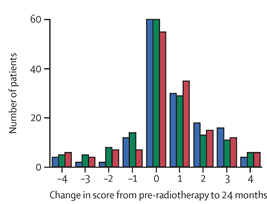 Number of patients
60
40
20
0
−4 −3 −2 −1 0 1 2 3 4
Change in score from pre-radiotherapy to 24 months